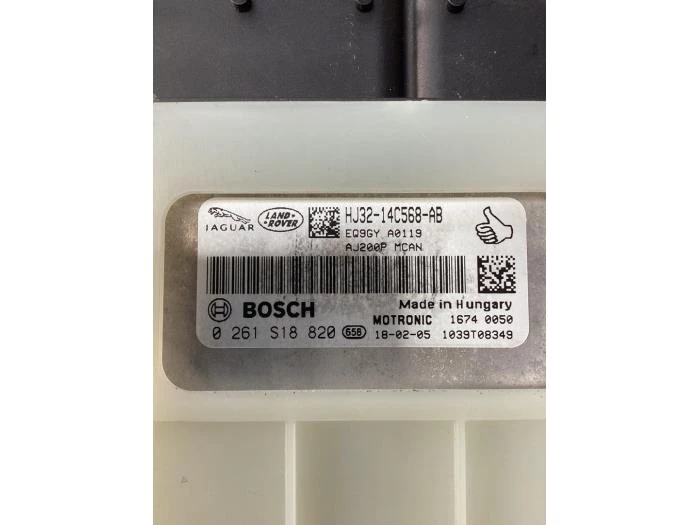 JAGUAR
LAND ROVER
HJ32-14C568-AB
EQ9GY A0119
AJ200P MCAN
BOSCH
Made in Hungary
MOTRONIC 1674 0050
0 261 S18 820 65B 18-02-05 1039T08349